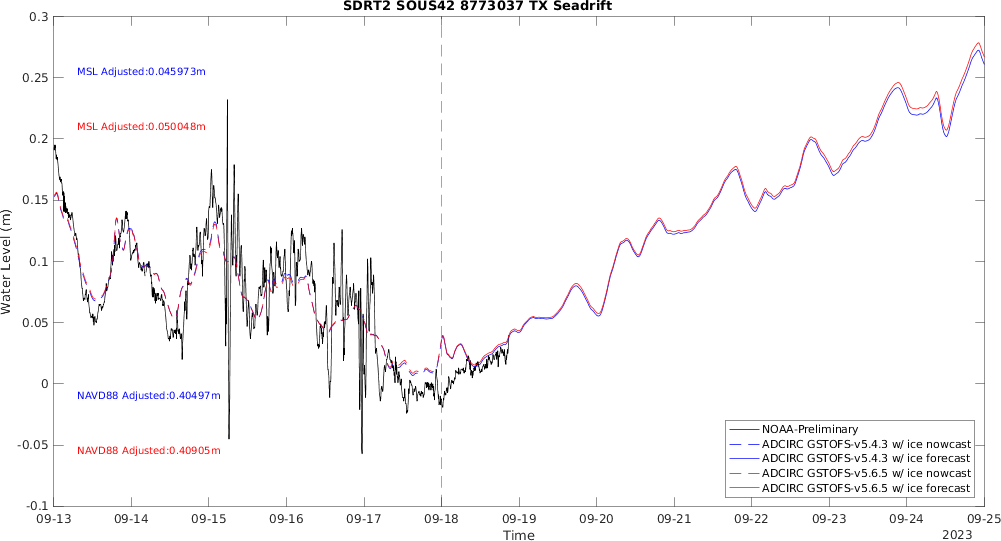 SDRT2 SOUS42 8773037 TX Seadrift
0.3
0.25
0.2
0.15
0.1
0.05
0
-0.05
-0.1
Water Level (m)
MSL Adjusted:0.045973m
MSL Adjusted:0.050048m
NAVD88 Adjusted:0.40497m
NAVD88 Adjusted:0.40905m
NOAA-Preliminary
ADCIRC GSTOFS-v5.4.3 w/ ice nowcast
ADCIRC GSTOFS-v5.4.3 w/ ice forecast
ADCIRC GSTOFS-v5.6.5 w/ ice nowcast
ADCIRC GSTOFS-v5.6.5 w/ ice forecast
09-13 09-14 09-15 09-16 09-17 09-18 09-19 09-20 09-21 09-22 09-23 09-24 09-25
Time
2023